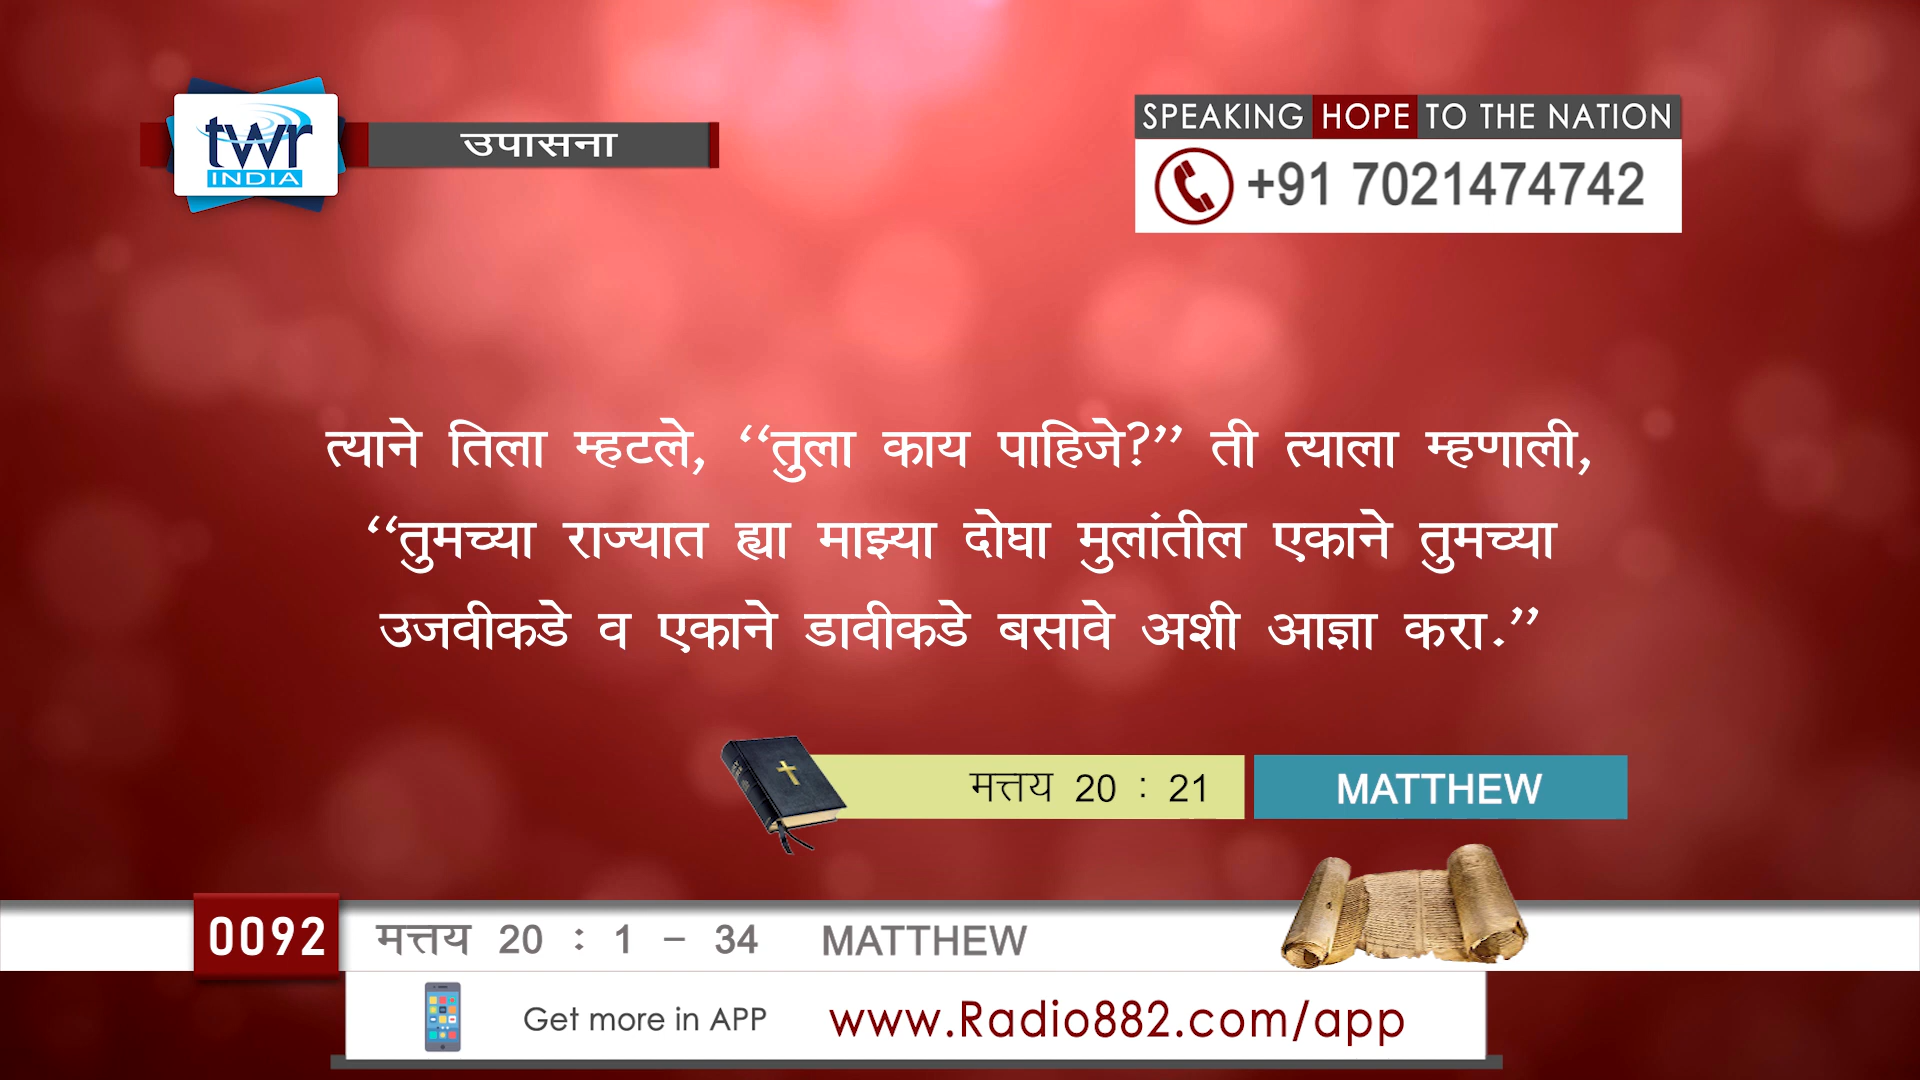 twr
INDIA
उपासना
SPEAKING HOPE TO THE NATION
+91 7021474742
त्याने तिला म्हटले, “तुला काय पाहिजे?” ती त्याला म्हणाली,
“तुमच्या राज्यात ह्या माझ्या दोघा मुलांतील एकाने तुमच्या
उजवीकडे व एकाने डावीकडे बसावे अशी आज्ञा करा.”
मत्तय 20 : 21 MATTHEW
0092 मत्तय 20 : 1 - 34 MATTHEW
Get more in APP www.Radio882.com/app